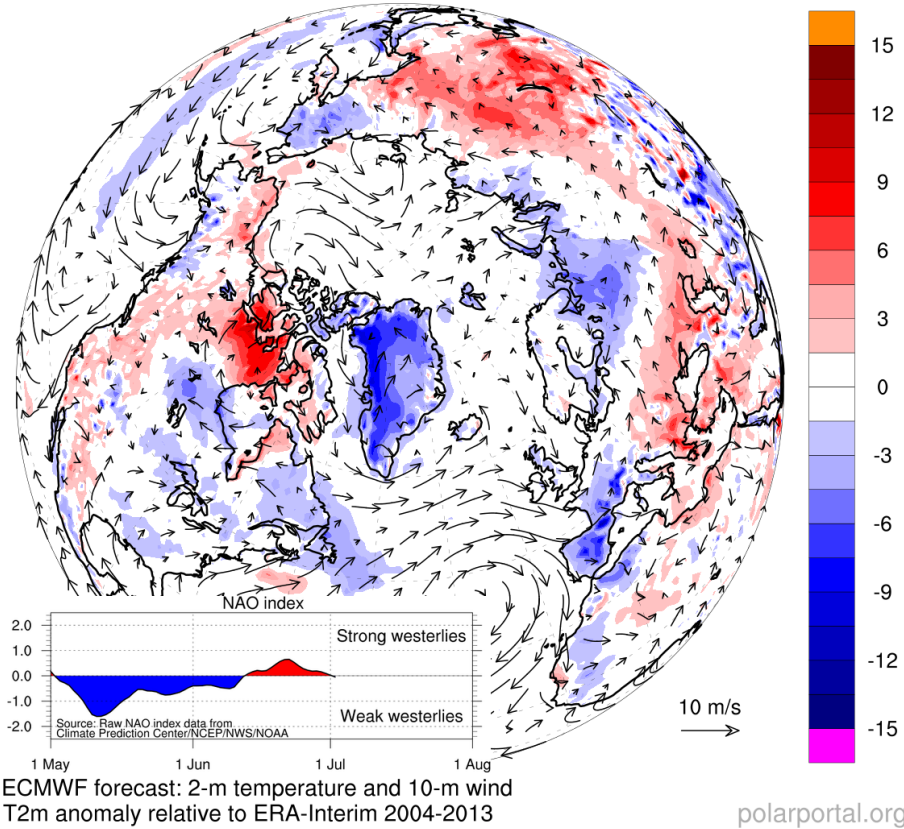 15
12
9
6
3
0
-3
-6
-9
-12
-15
10 m/s
NAO index
2.0
1.0
0.0
-1.0
-2.0
Strong westerlies
Weak westerlies
Source: Raw NAO index data from
Climate Prediction Center/NCEP/NWS/NOAA
1 May 1 Jun 1 Jul 1 Aug
ECMWF forecast: 2-m temperature and 10-m wind
T2m anomaly relative to ERA-Interim 2004-2013
polarportal.org